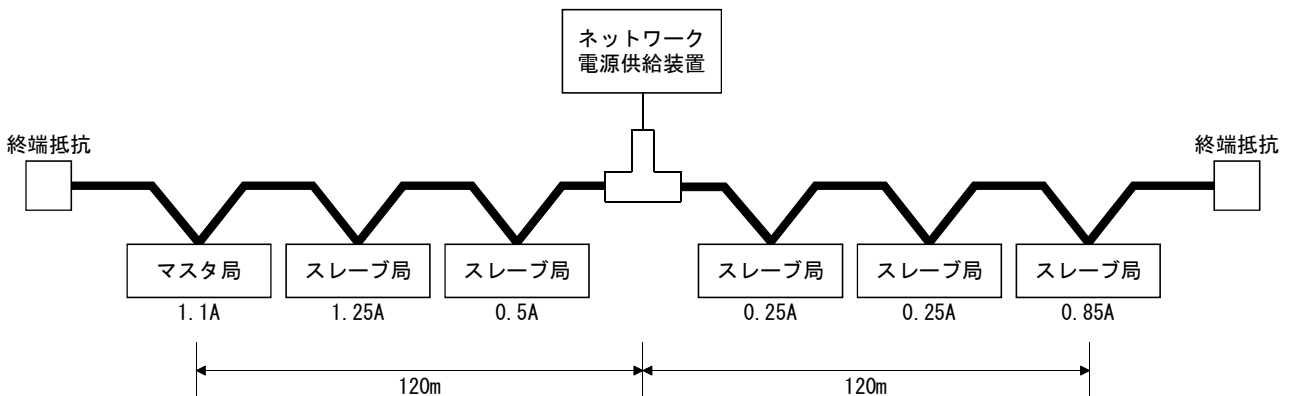 ネットワーク
電源供給装置
終端抵抗
終端抵抗
マスタ局
スレーブ局
スレーブ局
スレーブ局
スレーブ局
スレーブ局
1.1A
1.25A
0.5A
0.25A
0.25A
0.85A
120m
120m